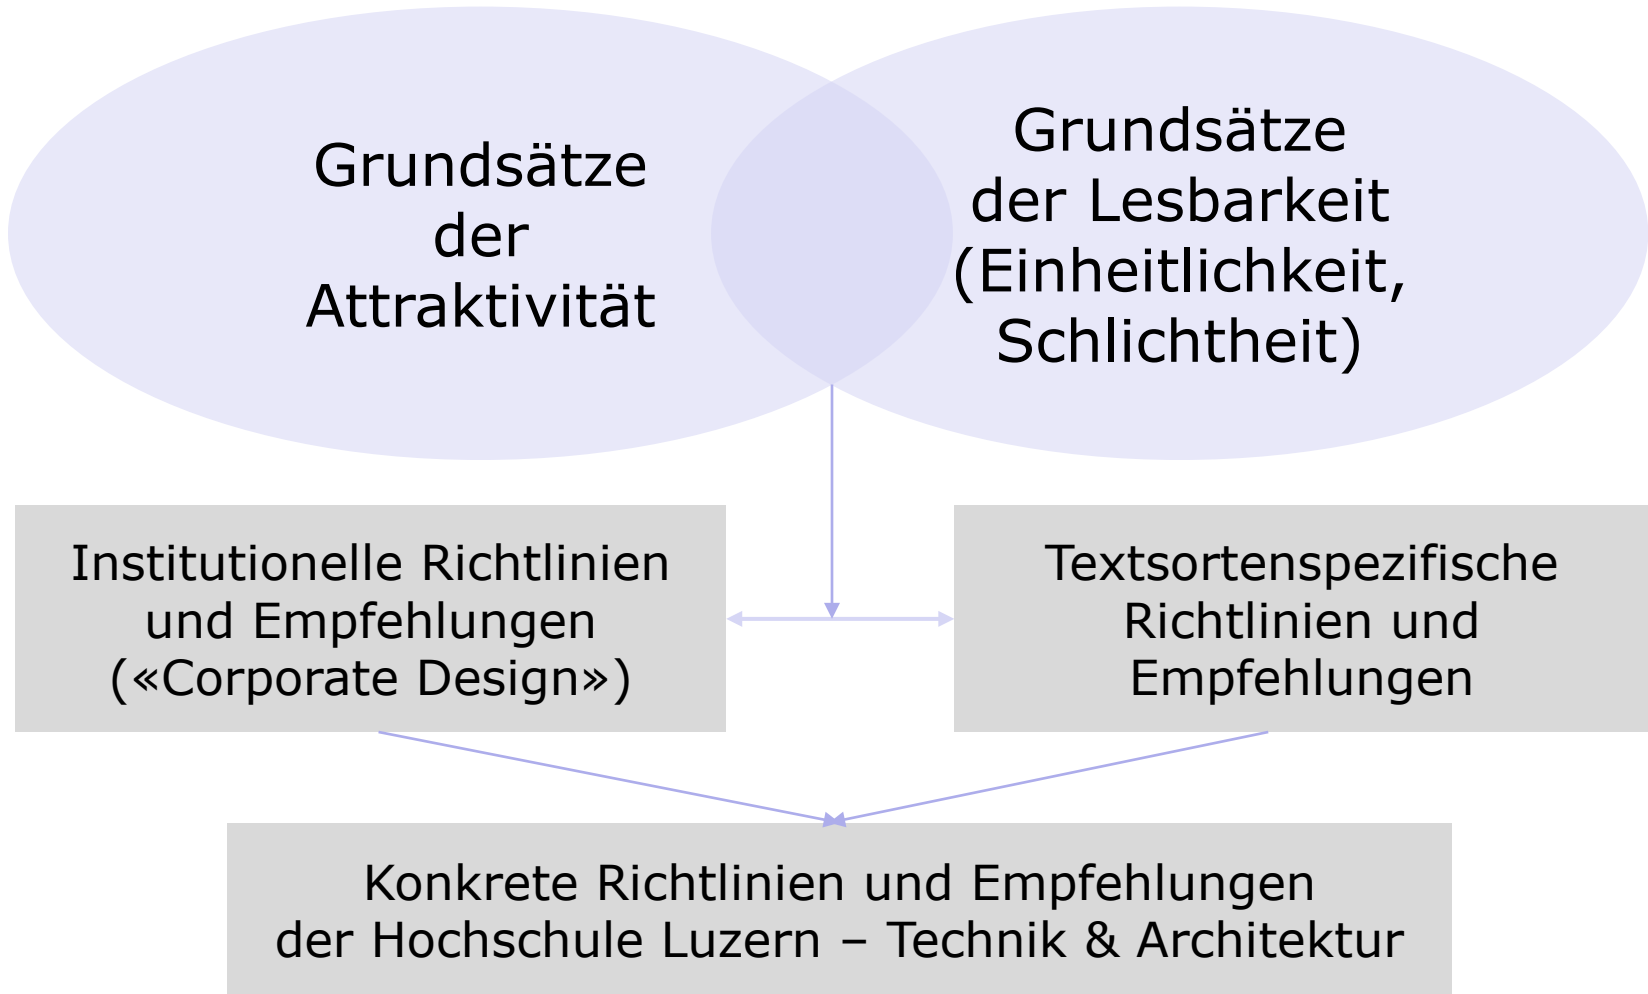 Grundsätze
der
Attraktivität
Grundsätze
der Lesbarkeit
(Einheitlichkeit,
Schlichtheit)
Institutionelle Richtlinien
und Empfehlungen
(«Corporate Design»)
Textsortenspezifische
Richtlinien und
Empfehlungen
Konkrete Richtlinien und Empfehlungen
der Hochschule Luzern – Technik & Architektur